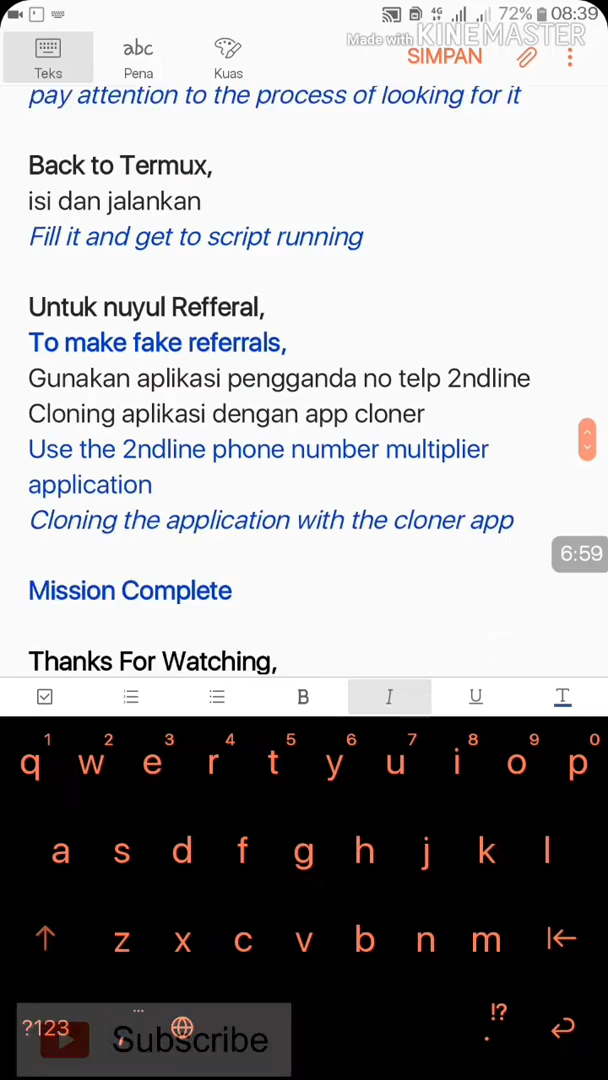 72% 08:39
Made with KINEMASTER
Teks
abc
Pena
Kuas
SIMPAN
pay attention to the process of looking for it
Back to Termux,
isi dan jalankan
Fill it and get to script running
Untuk nuyul Refferal,
To make fake referrals,
Gunakan aplikasi pengganda no telp 2ndline
Cloning aplikasi dengan app cloner
Use the 2ndline phone number multiplier
application
Cloning the application with the cloner app
6:59
Mission Complete
Thanks For Watching,
B I U T
1 2 3 4 5 6 7 8 9 0
q w e r t y u i o p
a s d f g h j k l
z x c v b n m
?123 , ... . !?
Subscribe